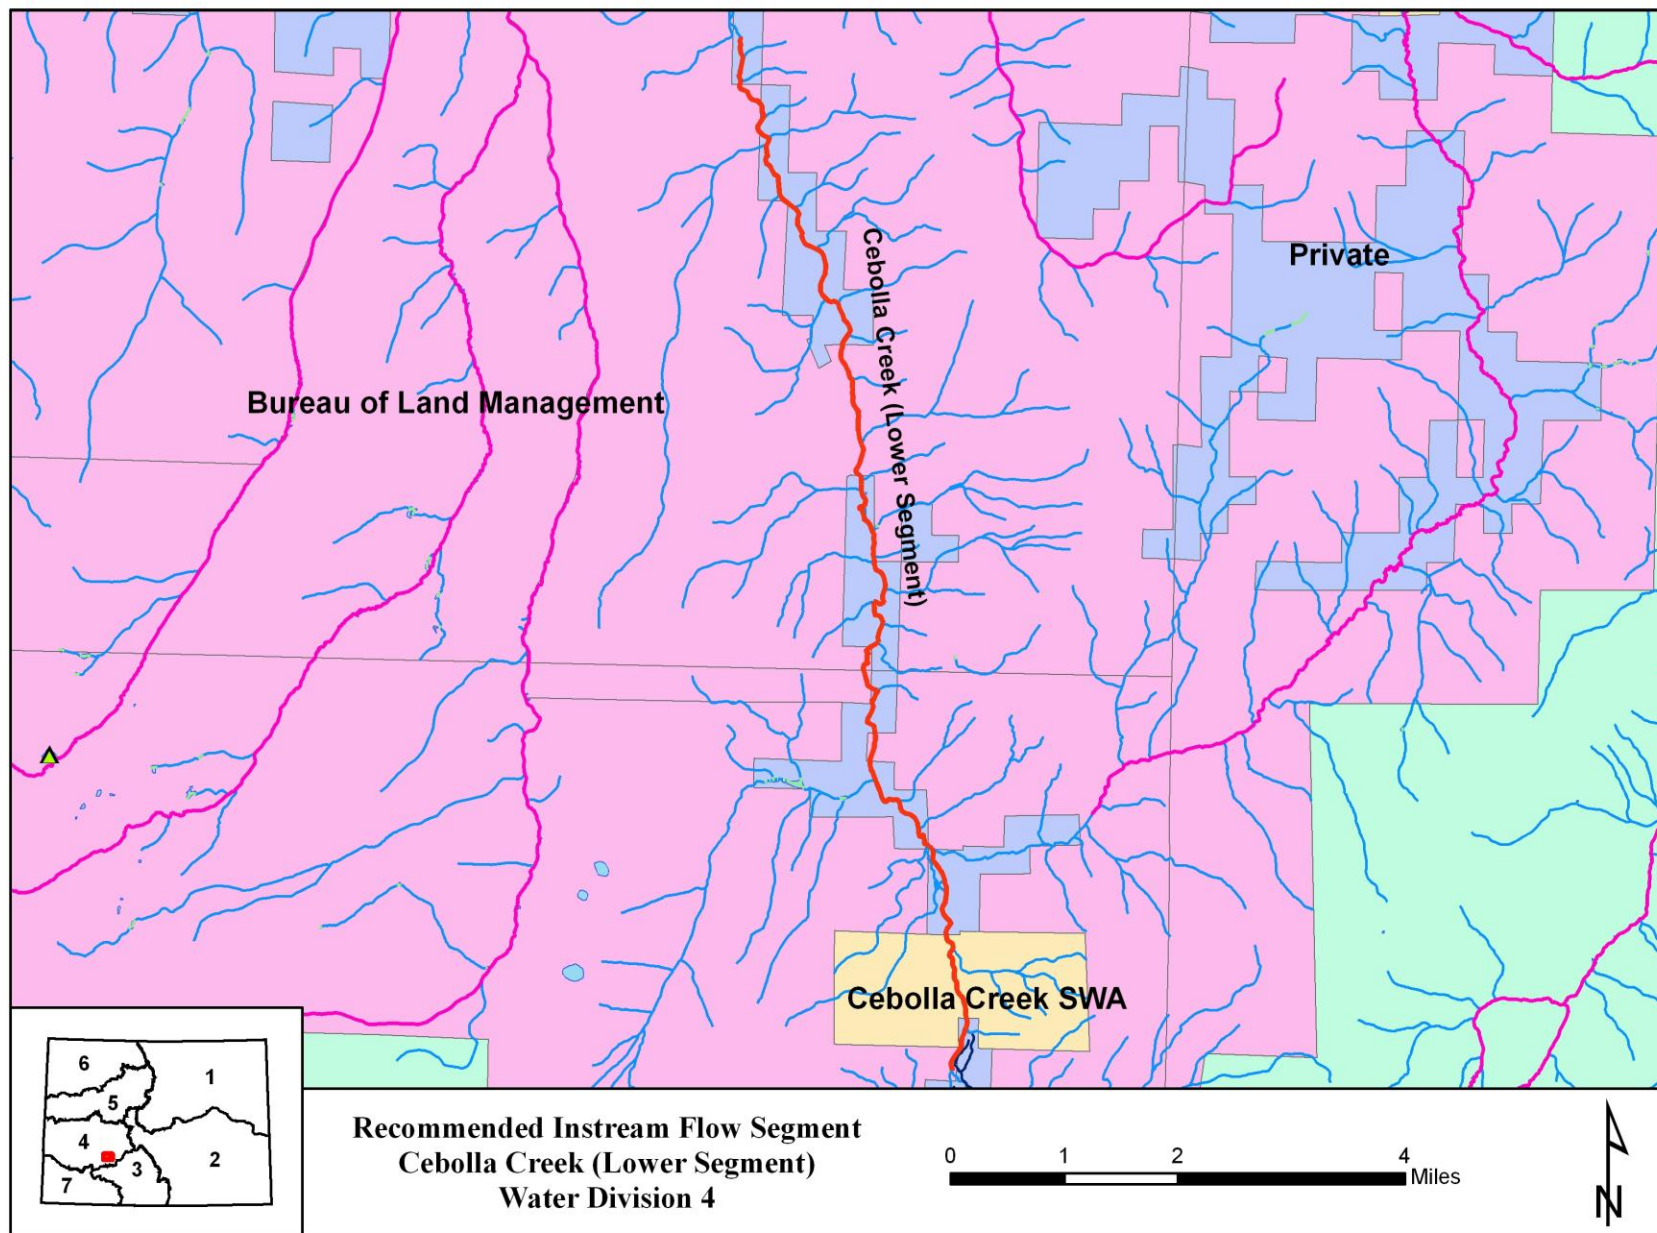 Cebolla Creek (Lower Segment)
Private
Bureau of Land Management
Cebolla Creek SWA
6
1
5
4
2
3
7
Recommended Instream Flow Segment
Cebolla Creek (Lower Segment)
Water Division 4
0 1 2 4
Miles
N